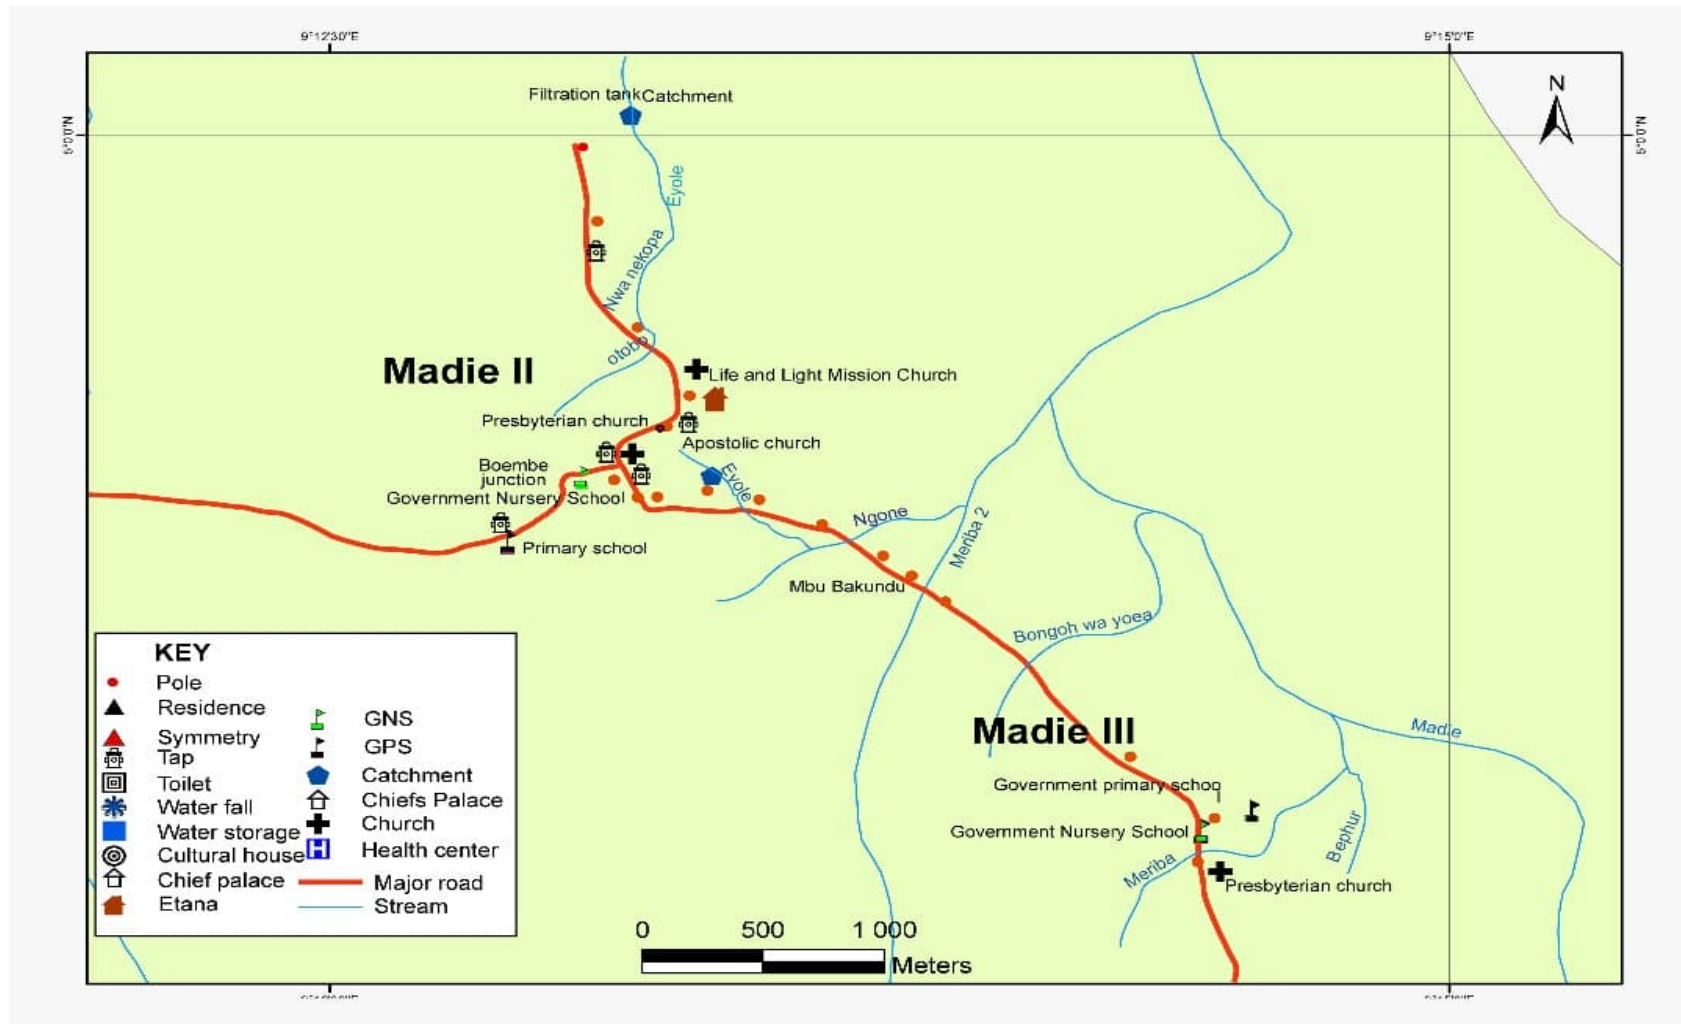 9°12'30"E
9°15'0"E
N
5°0'0"N
5°0'0"N
Filtration tank
Catchment
Eyole
Nwa nekopa
otobo
Madie II
Life and Light Mission Church
Presbyterian church
Apostolic church
Boembe
junction
Eyole
Government Nursery School
Ngone
Meriba 2
Primary school
Mbu Bakundu
Bongoh wa yoea
KEY
Pole
Residence
Symmetry
Tap
Toilet
Water fall
Water storage
Cultural house
Chief palace
Etana
GNS
GPS
Catchment
Chiefs Palace
Church
H
Health center
Major road
Stream
Madie III
Madie
Government primary schoo
Government Nursery School
Bephur
Meriba
Presbyterian church
0 500 1 000
Meters